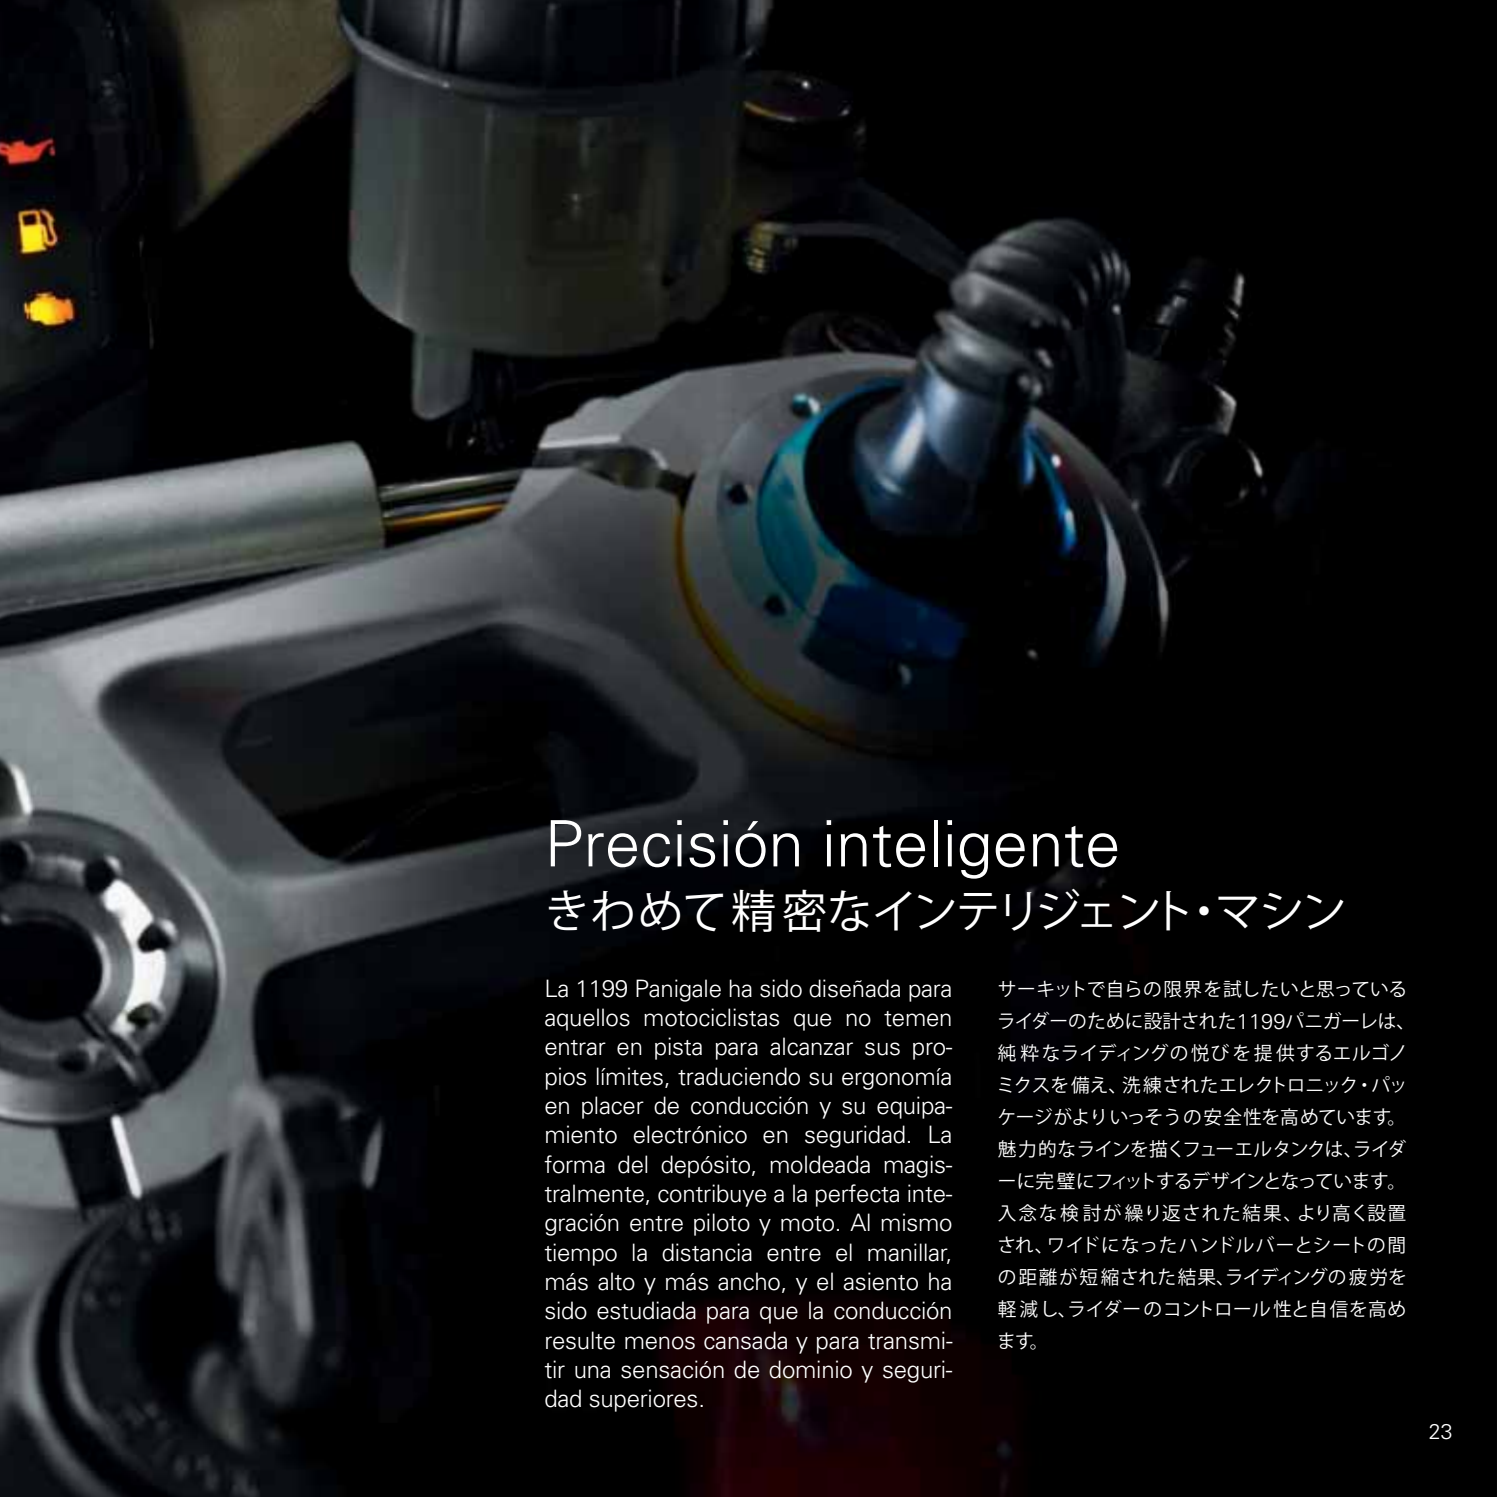 Precisión inteligente
きわめて精密なインテリジェント・マシン
La 1199 Panigale ha sido diseñada para
aquellos motociclistas que no temen
entrar en pista para alcanzar sus pro-
pios límites, traduciendo su ergonomía
en placer de conducción y su equipa-
miento electrónico en seguridad. La
forma del depósito, moldeada magis-
tralmente, contribuye a la perfecta inte-
gración entre piloto y moto. Al mismo
tiempo la distancia entre el manillar,
más alto y más ancho, y el asiento ha
sido estudiada para que la conducción
resulte menos cansada y para transmi-
tir una sensación de dominio y seguri-
dad superiores.
サーキットで自らの限界を試したいと思っている
ライダーのために設計された1199パニガーレは、
純粋なライディングの悦びを提供するエルゴノ
ミクスを備え、洗練されたエレクトロニック・パッ
ケージがよりいっそうの安全性を高めています。
魅力的なラインを描くフューエルタンクは、ライダ
ーに完璧にフィットするデザインとなっています。
入念な検討が繰り返された結果、より高く設置
され、ワイドになったハンドルバーとシートの間
の距離が短縮された結果、ライディングの疲労を
軽減し、ライダーのコントロール性と自信を高め
ます。
23